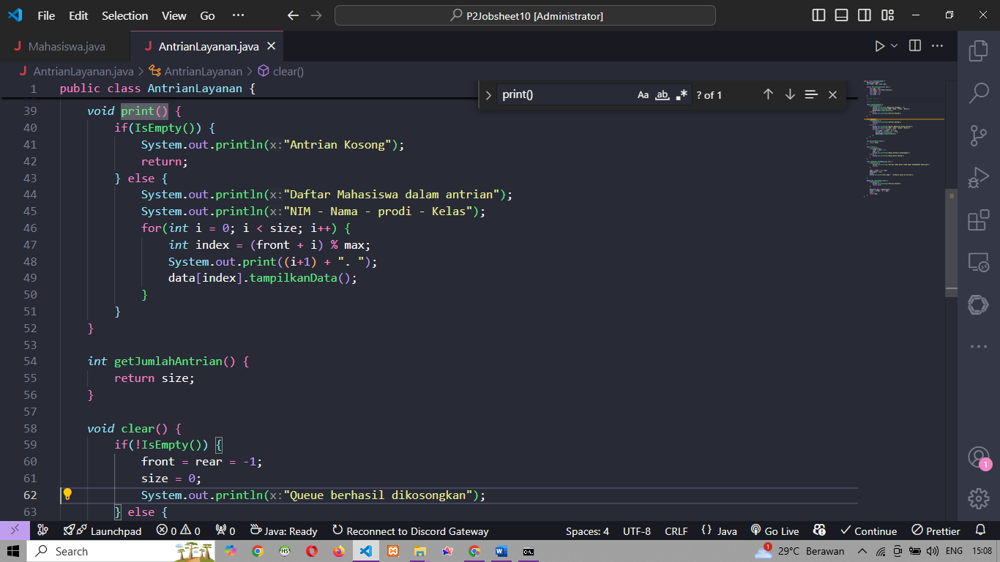 File Edit Selection View Go ··· P2Jobsheet10 [Administrator]
Mahasiswa.java AntrianLayanan.java
AntrianLayanan.java > AntrianLayanan > clear()
print() Aa ab .* ? of 1
1 public class AntrianLayanan {
39 void print() {
40 if(IsEmpty()) {
41 System.out.println(x:"Antrian Kosong");
42 return;
43 } else {
44 System.out.println(x:"Daftar Mahasiswa dalam antrian");
45 System.out.println(x:"NIM - Nama - prodi - Kelas");
46 for(int i = 0; i < size; i++) {
47 int index = (front + i) % max;
48 System.out.print((i+1) + ". ");
49 data[index].tampilkanData();
50 }
51 }
52 }
53
54 int getJumlahAntrian() {
55 return size;
56 }
57
58 void clear() {
59 if(!IsEmpty()) {
60 front = rear = -1;
61 size = 0;
62 System.out.println(x:"Queue berhasil dikosongkan");
63 } else {
1
Launchpad 0 0 0 Java: Ready Reconnect to Discord Gateway Spaces: 4 UTF-8 CRLF {} Java Go Live Continue Prettier
Search 1 29°C Berawan ENG 15:08